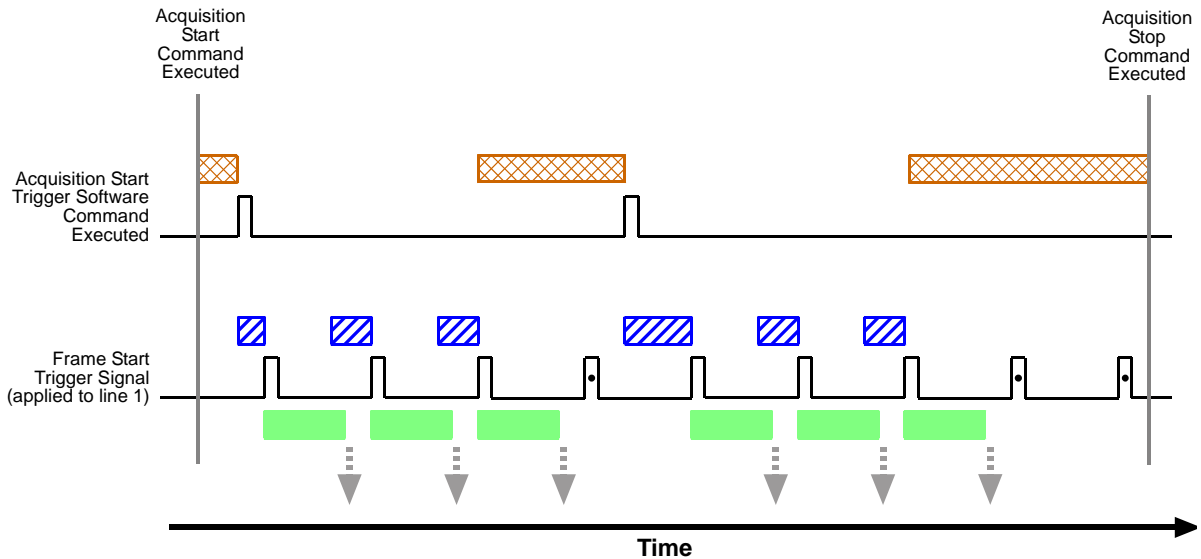 Acquisition
Start
Command
Executed
Acquisition
Stop
Command
Executed
Acquisition Start
Trigger Software
Command
Executed
Frame Start
Trigger Signal
(applied to line 1)
Time